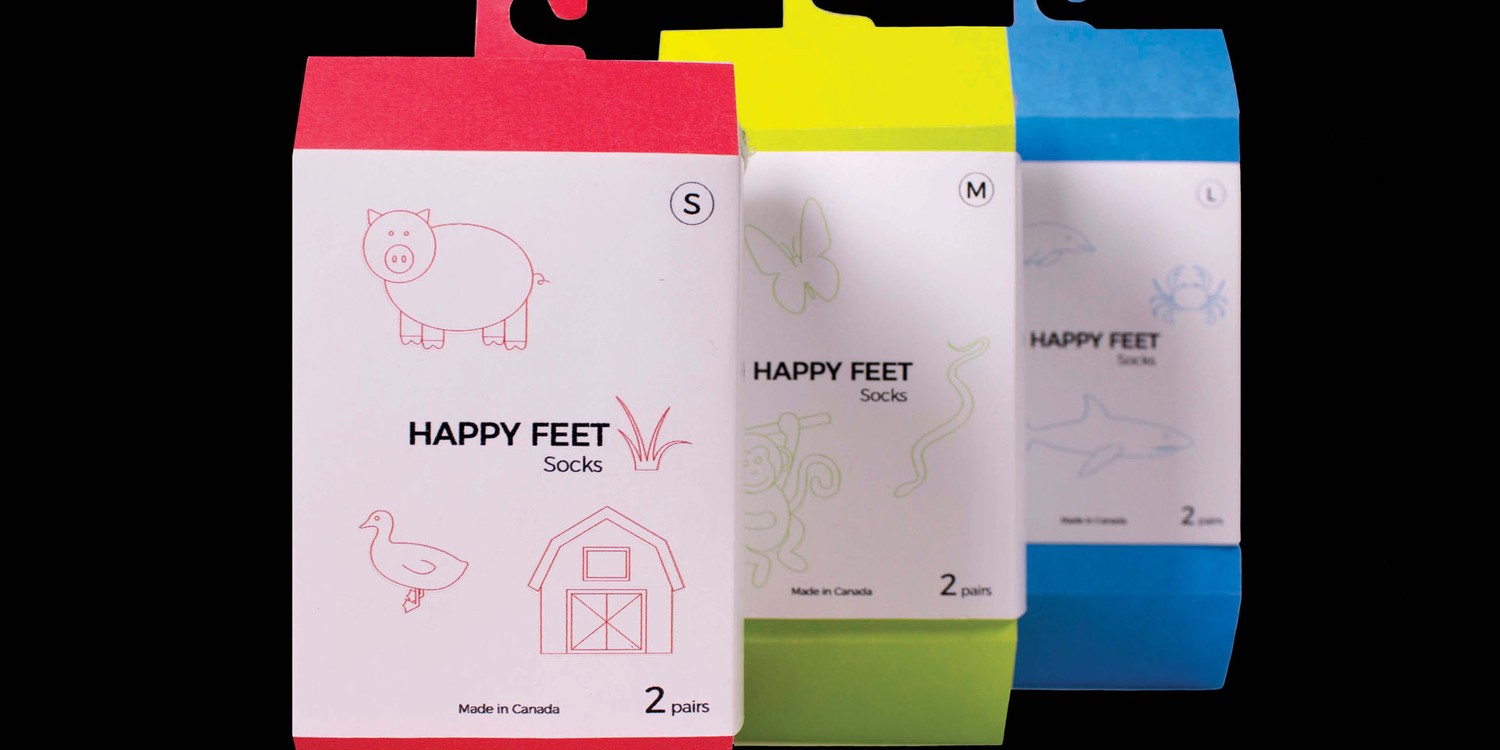 S
HAPPY FEET
Socks
Made in Canada
2 pairs
M
HAPPY FEET
Socks
Made in Canada
2 pairs
L
HAPPY FEET
Socks
Made in Canada
2 pairs